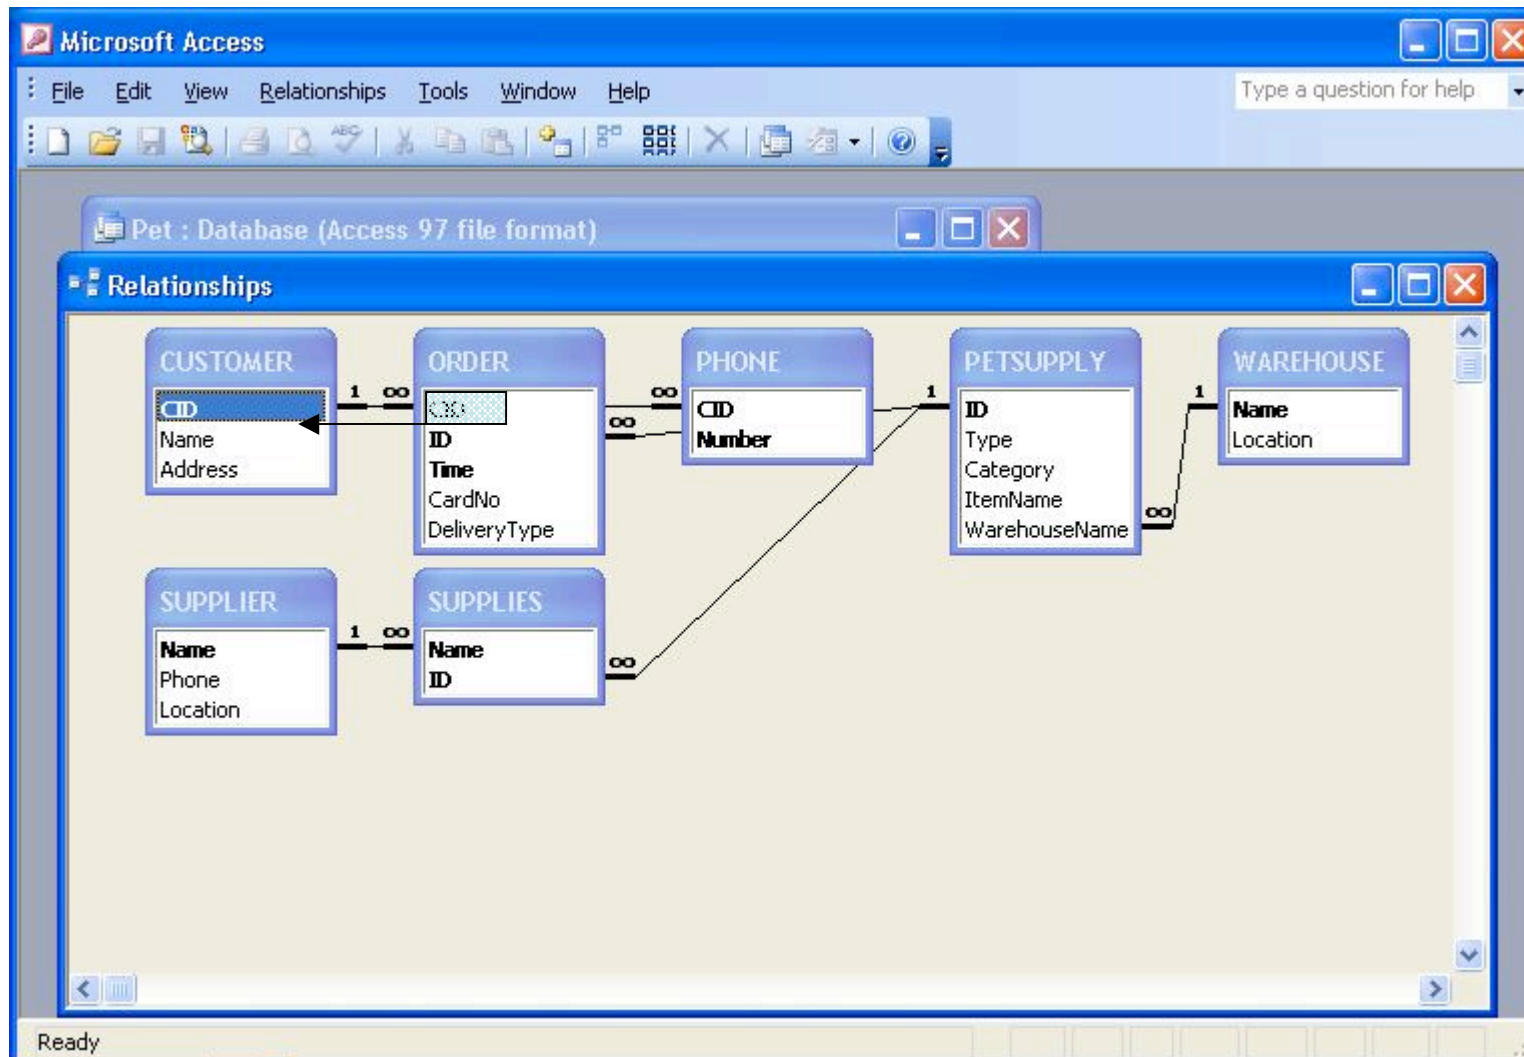 Microsoft Access
File Edit View Relationships Tools Window Help Type a question for help
Pet : Database (Access 97 file format)
Relationships
CUSTOMER ORDER PHONE PETSUPPLY WAREHOUSE
1 ∞ ∞ 1 1
CID CID ID Name
∞
Name ID Number Type Location
Address Time Category
CardNo ItemName
∞
DeliveryType WarehouseName
SUPPLIER SUPPLIES
1 ∞
Name Name
∞
Phone ID
Location
Ready